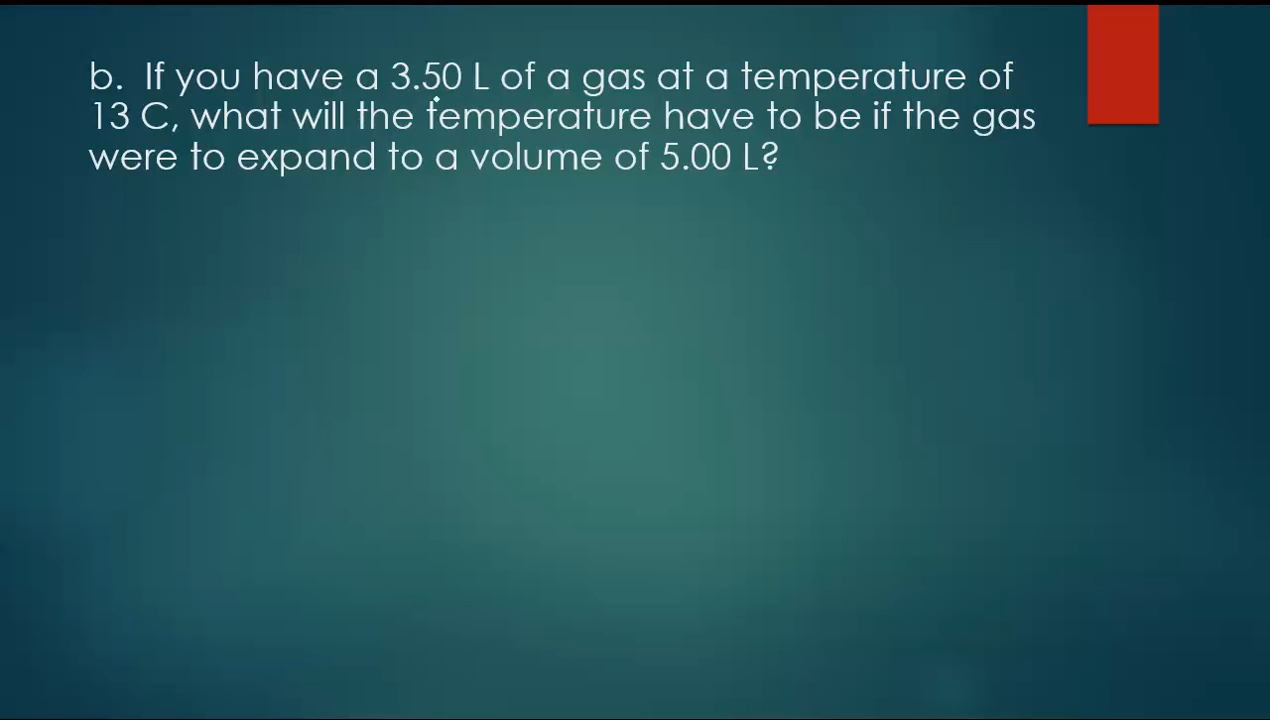 b. If you have a 3.50 L of a gas at a temperature of
13 C, what will the temperature have to be if the gas
were to expand to a volume of 5.00 L?